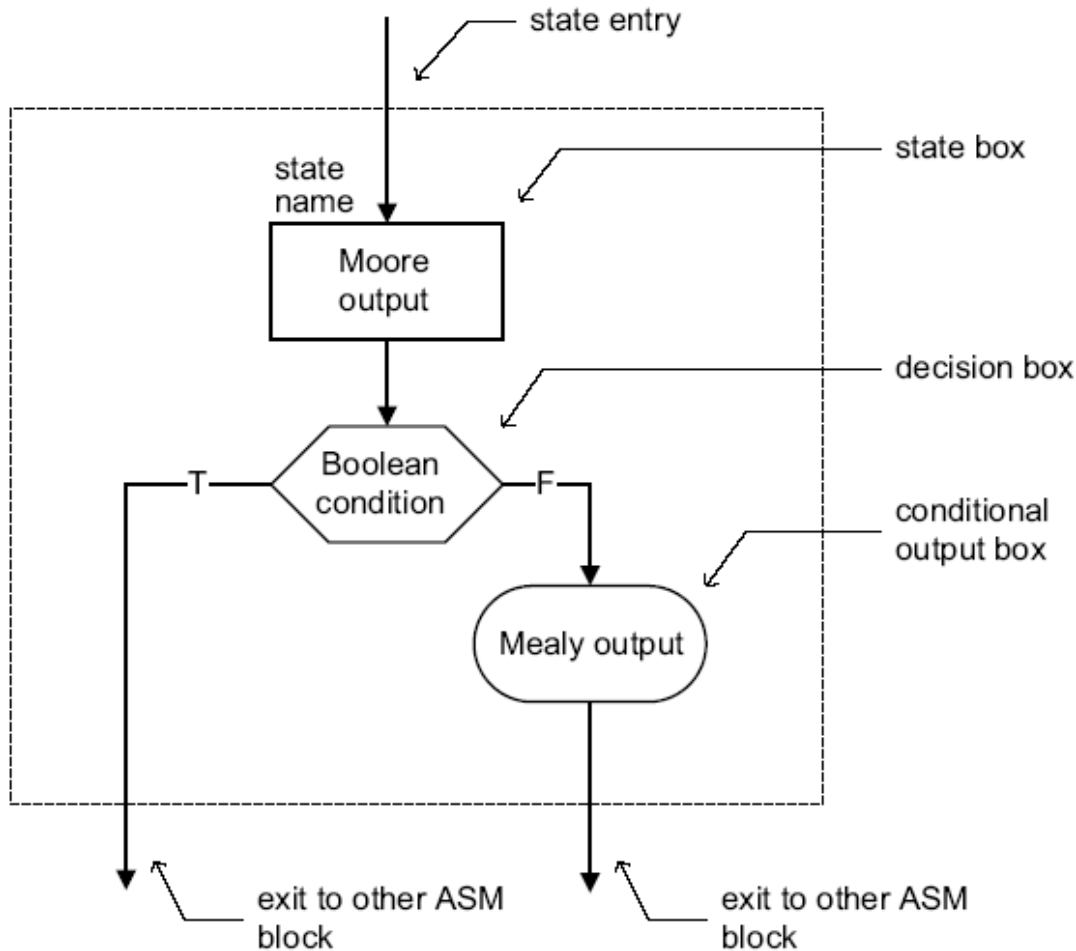 state entry
state box
state
name
Moore
output
decision box
Boolean
condition
T
F
conditional
output box
Mealy output
exit to other ASM
block
exit to other ASM
block